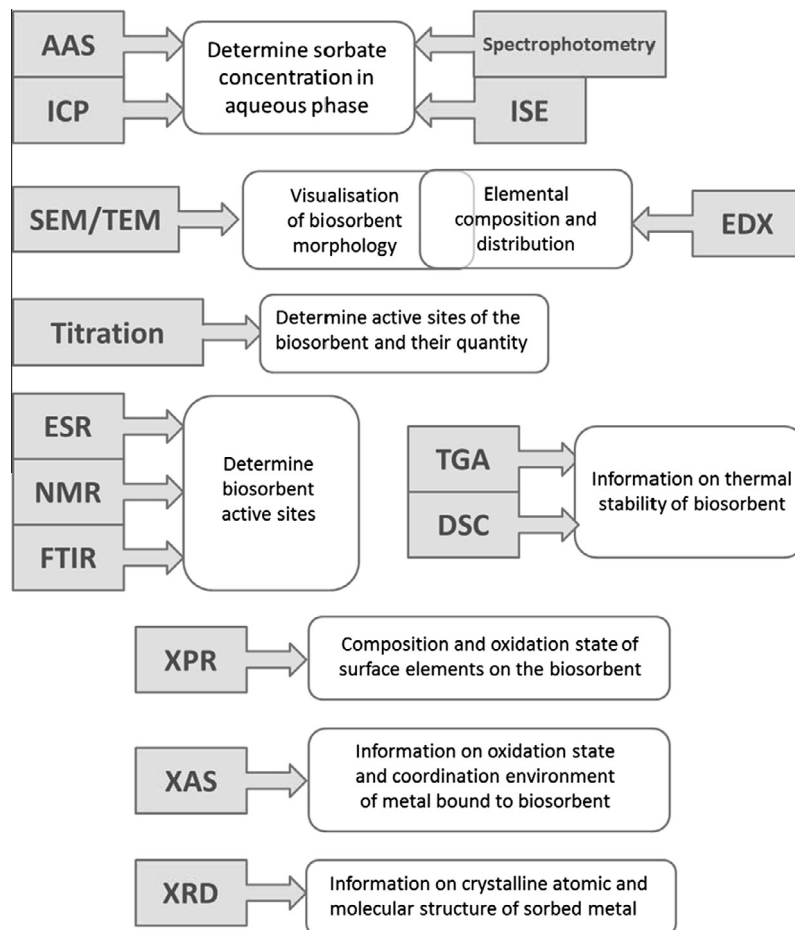 AAS
Determine sorbate
concentration in
aqueous phase
Spectrophotometry
ICP
ISE
SEM/TEM
Visualisation
of biosorbent
morphology
Elemental
composition and
distribution
EDX
Titration
Determine active sites of the
biosorbent and their quantity
ESR
NMR
FTIR
Determine
biosorbent
active sites
TGA
DSC
Information on thermal
stability of biosorbent
XPR
Composition and oxidation state of
surface elements on the biosorbent
XAS
Information on oxidation state
and coordination environment
of metal bound to biosorbent
XRD
Information on crystalline atomic and
molecular structure of sorbed metal